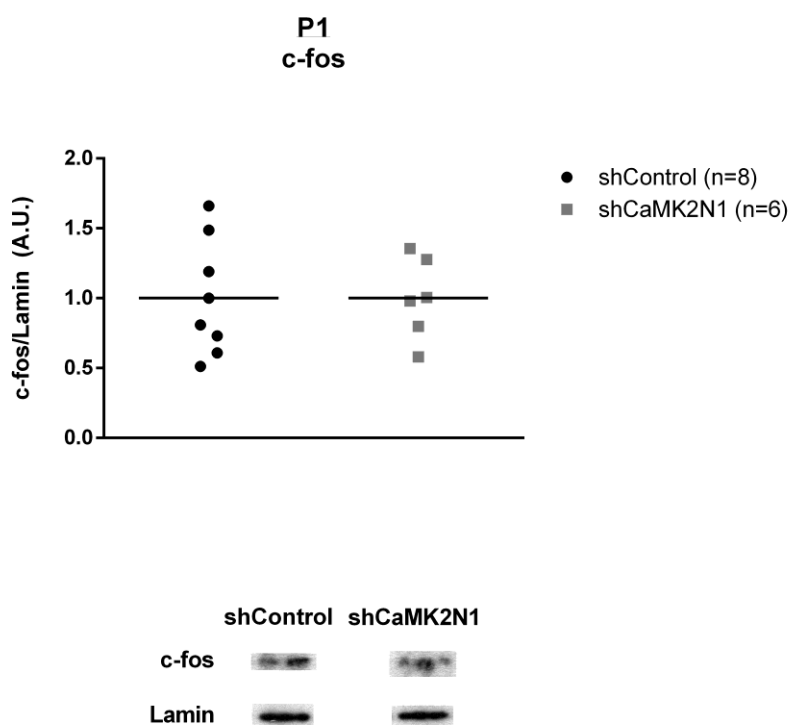 P1
c-fos
2.0
1.5
1.0
0.5
0.0
c-fos/Lamin (A.U.)
shControl (n=8)
shCaMK2N1 (n=6)
shControl shCaMK2N1
c-fos
Lamin